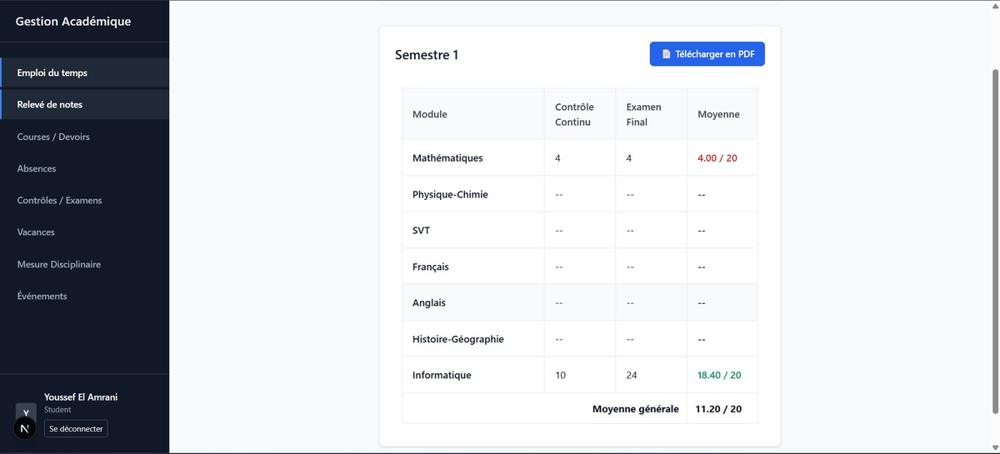 Gestion Académique
Emploi du temps
Relevé de notes
Courses / Devoirs
Absences
Contrôles / Examens
Vacances
Mesure Disciplinaire
Événements
Y
Youssef El Amrani
Student
N
Se déconnecter
Semestre 1
Télécharger en PDF
Module Contrôle Continu Examen Final Moyenne
Mathématiques 4 4 4.00 / 20
Physique-Chimie -- -- --
SVT -- -- --
Français -- -- --
Anglais -- -- --
Histoire-Géographie -- -- --
Informatique 10 24 18.40 / 20
Moyenne générale 11.20 / 20